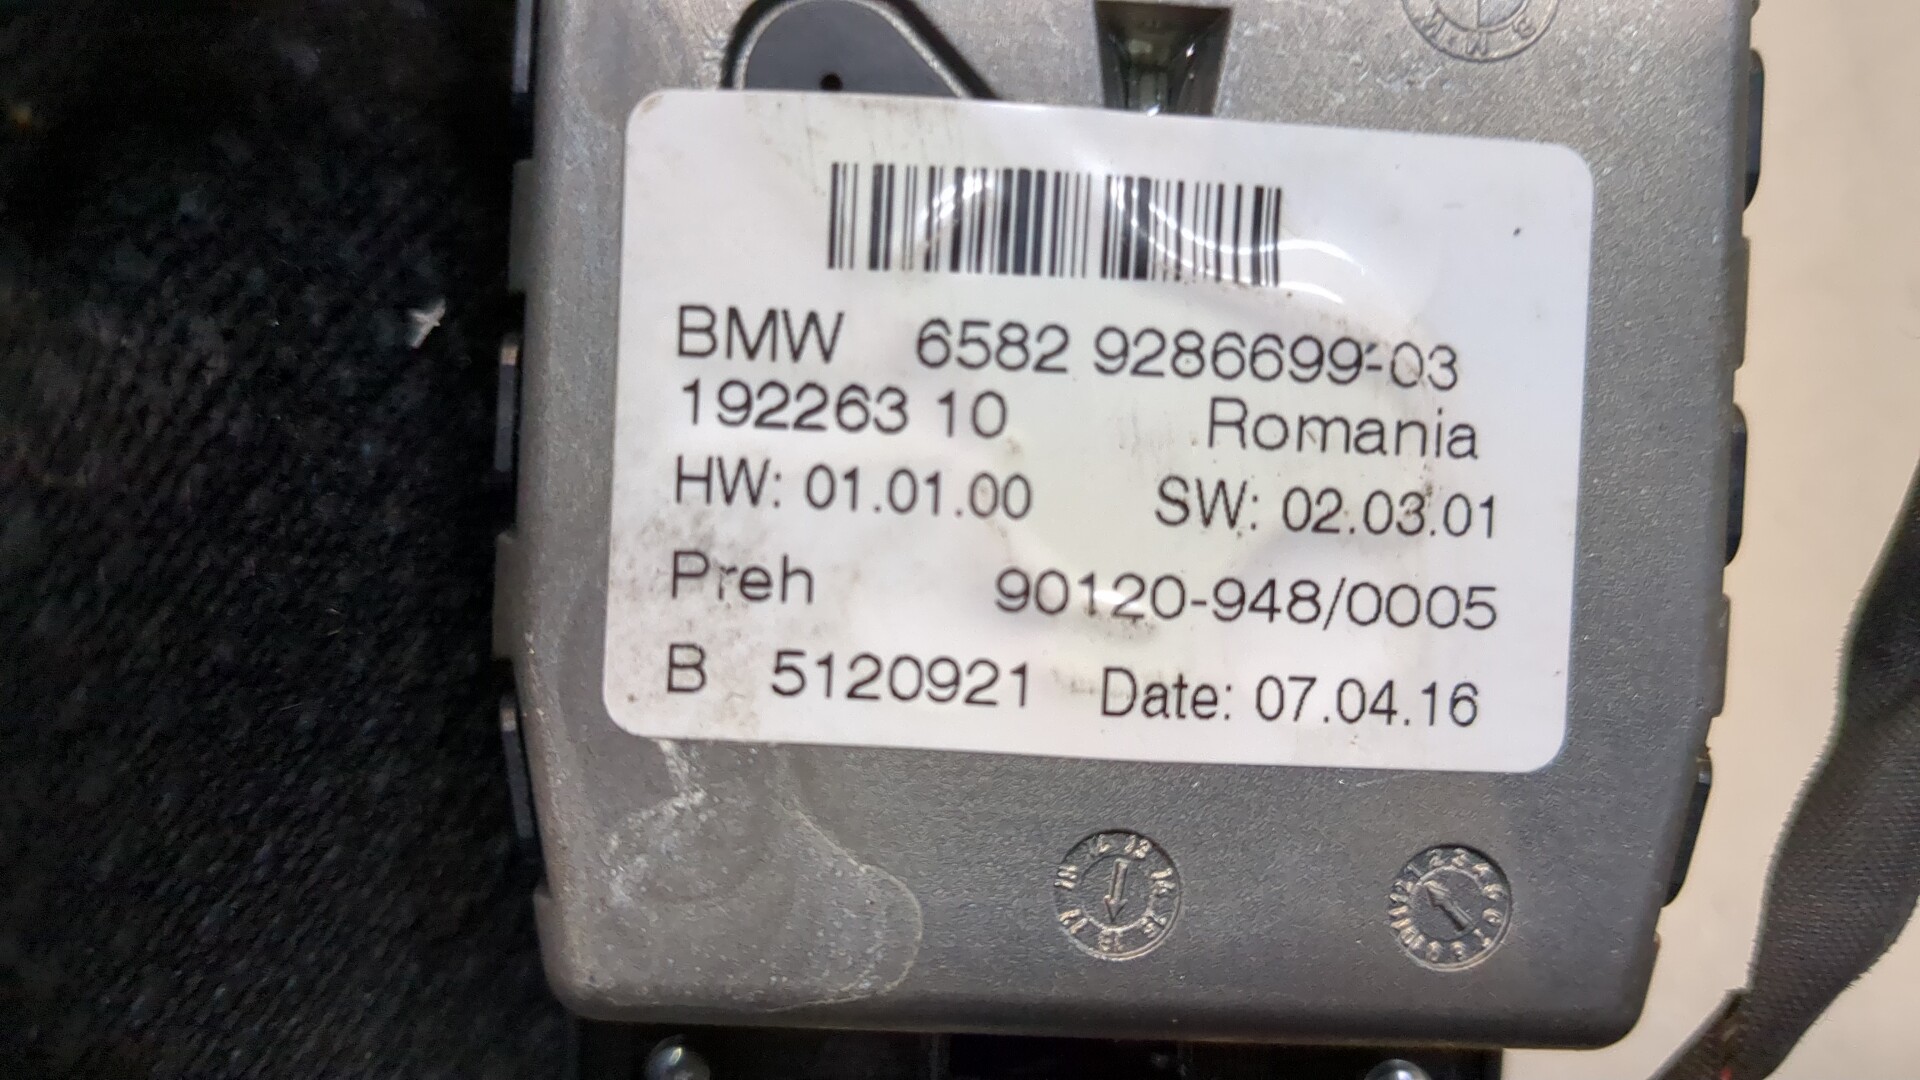 BMW 6582 9286699-03
192263 10 Romania
HW: 01.01.00 SW: 02.03.01
Preh 90120-948/0005
B 5120921 Date: 07.04.16